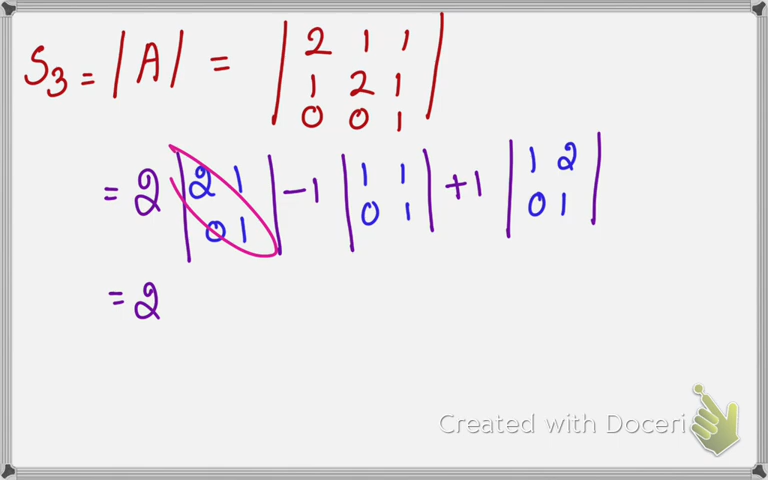 S₃ = |A| = | 2 1 1 |
| 1 2 1 |
| 0 0 1 |
= 2 | 2 1 | - 1 | 1 1 | + 1 | 1 2 |
| 0 1 | | 0 1 | | 0 1 |
= 2
Created with Doceri